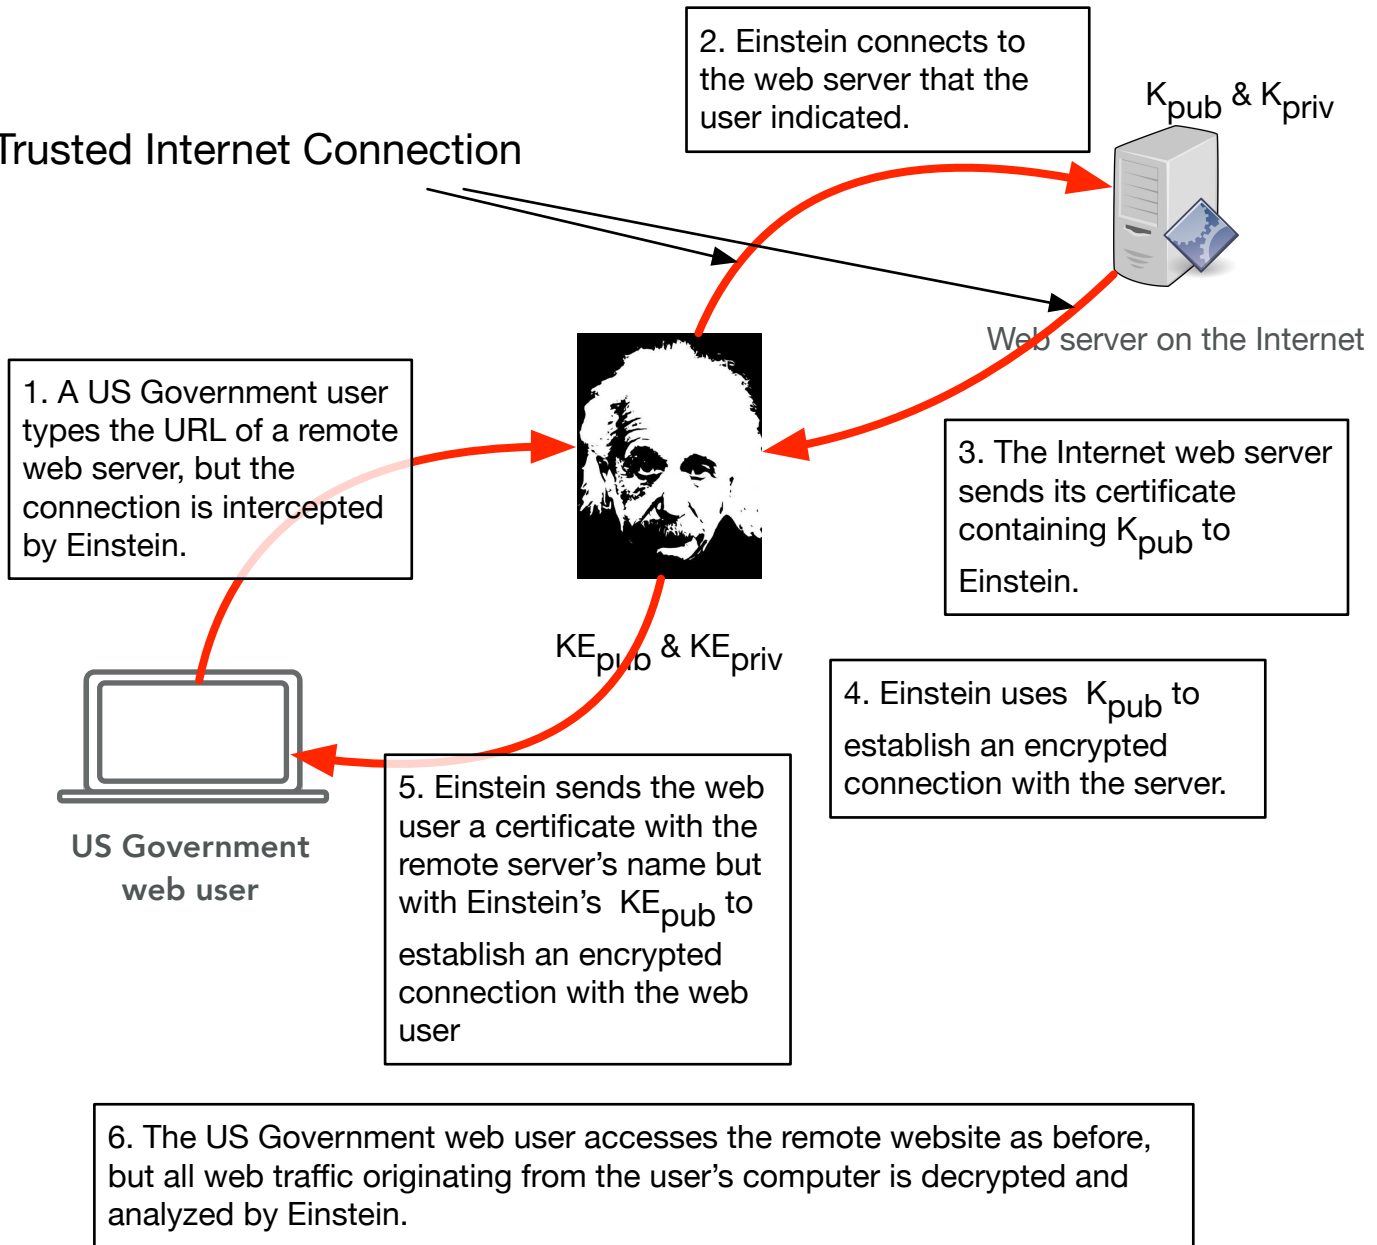 2. Einstein connects to
the web server that the
user indicated.
Kpub & Kpriv
Trusted Internet Connection
Web server on the Internet
1. A US Government user
types the URL of a remote
web server, but the
connection is intercepted
by Einstein.
3. The Internet web server
sends its certificate
containing Kpub to
Einstein.
KEpub & KEpriv
4. Einstein uses Kpub to
establish an encrypted
connection with the server.
US Government
web user
5. Einstein sends the web
user a certificate with the
remote server's name but
with Einstein's KEpub to
establish an encrypted
connection with the web
user
6. The US Government web user accesses the remote website as before,
but all web traffic originating from the user's computer is decrypted and
analyzed by Einstein.